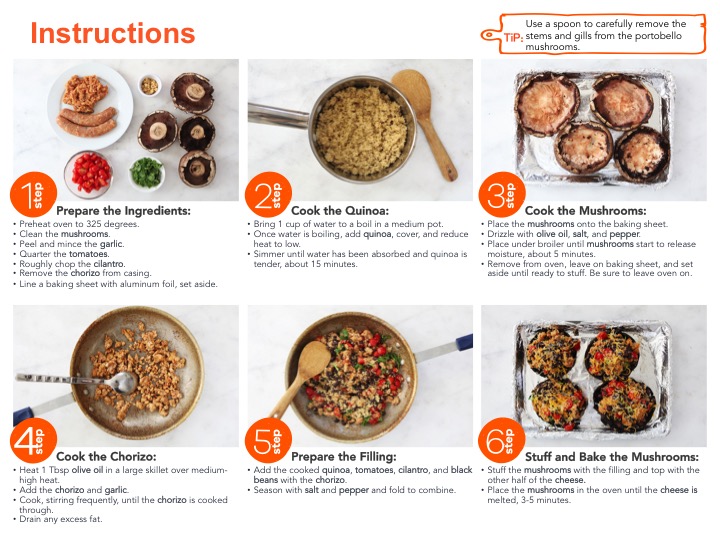 Instructions
TiP:
Use a spoon to carefully remove the
stems and gills from the portobello
mushrooms.
1 step
Prepare the Ingredients:
• Preheat oven to 325 degrees.
• Clean the mushrooms.
• Peel and mince the garlic.
• Quarter the tomatoes.
• Roughly chop the cilantro.
• Remove the chorizo from casing.
• Line a baking sheet with aluminum foil, set aside.
2 step
Cook the Quinoa:
• Bring 1 cup of water to a boil in a medium pot.
• Once water is boiling, add quinoa, cover, and reduce
heat to low.
• Simmer until water has been absorbed and quinoa is
tender, about 15 minutes.
3 step
Cook the Mushrooms:
• Place the mushrooms onto the baking sheet.
• Drizzle with olive oil, salt, and pepper.
• Place under broiler until mushrooms start to release
moisture, about 5 minutes.
• Remove from oven, leave on baking sheet, and set
aside until ready to stuff. Be sure to leave oven on.
4 step
Cook the Chorizo:
• Heat 1 Tbsp olive oil in a large skillet over medium-
high heat.
• Add the chorizo and garlic.
• Cook, stirring frequently, until the chorizo is cooked
through.
• Drain any excess fat.
5 step
Prepare the Filling:
• Add the cooked quinoa, tomatoes, cilantro, and black
beans with the chorizo.
• Season with salt and pepper and fold to combine.
6 step
Stuff and Bake the Mushrooms:
• Stuff the mushrooms with the filling and top with the
other half of the cheese.
• Place the mushrooms in the oven until the cheese is
melted, 3-5 minutes.